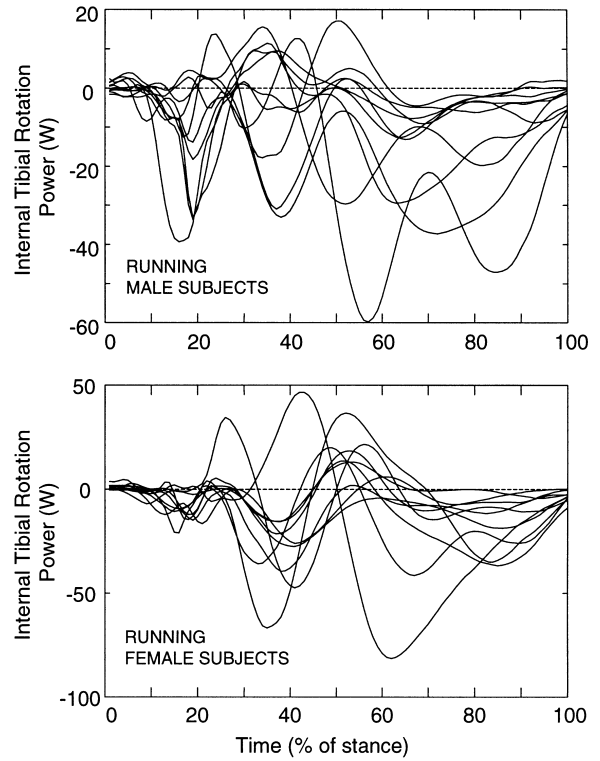 20
0
-20
-40
-60
Internal Tibial Rotation
Power (W)
RUNNING
MALE SUBJECTS
0 20 40 60 80 100
50
0
-50
-100
Internal Tibial Rotation
Power (W)
RUNNING
FEMALE SUBJECTS
0 20 40 60 80 100
Time (% of stance)